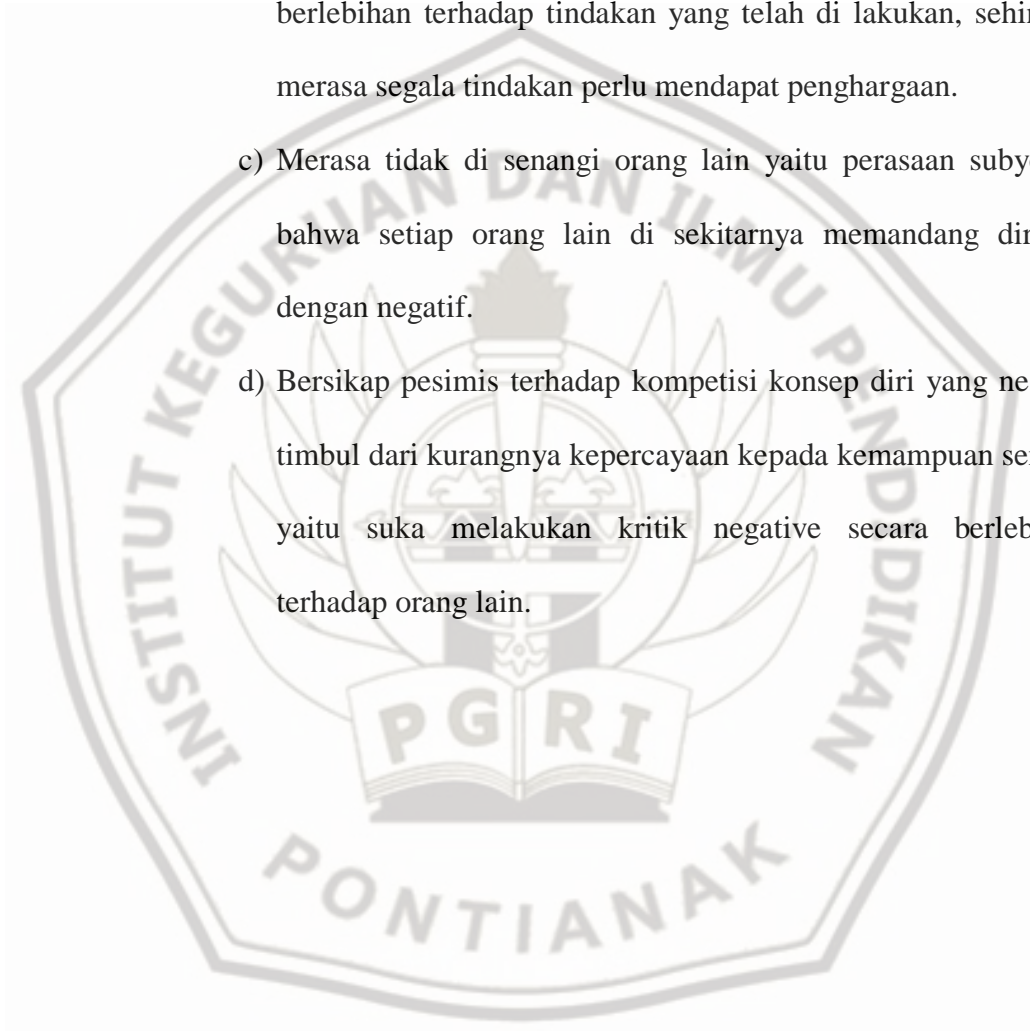 berlebihan terhadap tindakan yang telah di lakukan,
merasa segala tindakan perlu mendapat penghargaan.
c) Merasa tidak di senangi orang lain yaitu perasaan
bahwa setiap orang lain di sekitarnya memandang
dengan negatif.
d) Bersikap pesimis terhadap kompetisi konsep diri yang
timbul dari kurangnya kepercayaan kepada kemampuan
yaitu suka melakukan kritik negative secara
terhadap orang lain.
INSTITUT KEGURUAN DAN ILMU PENDIDIKAN
PGRI
PONTIANAK